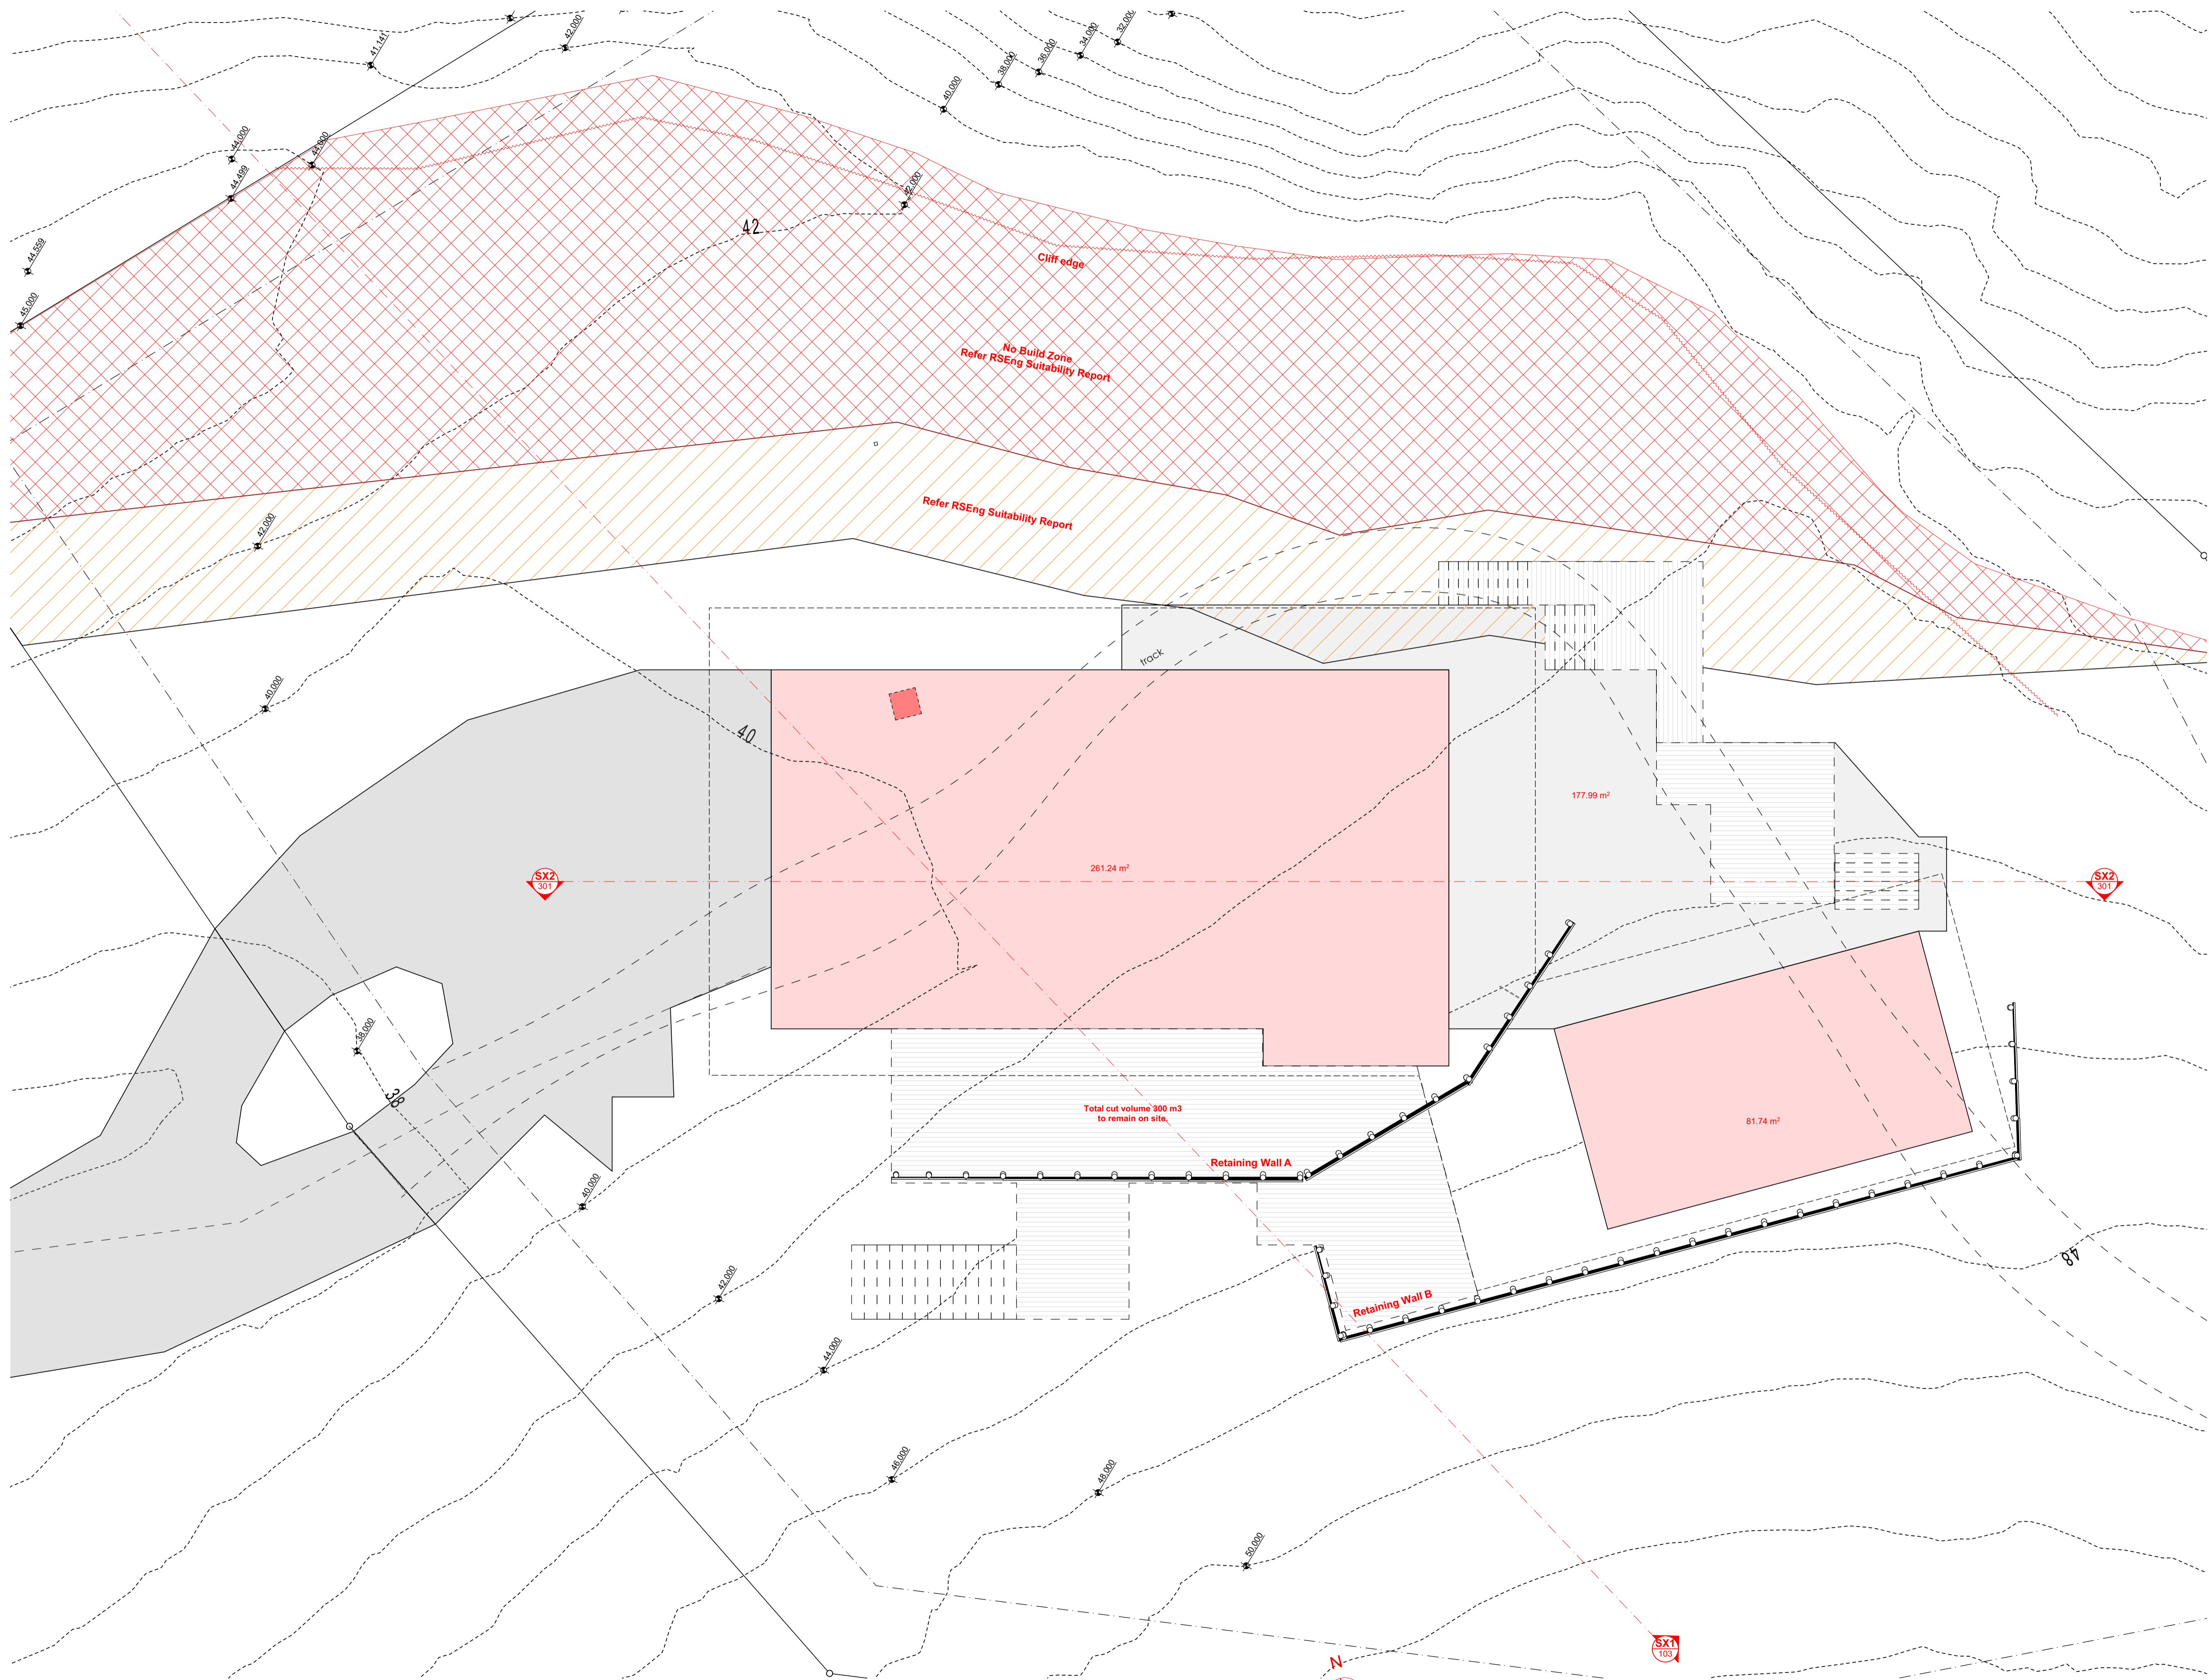 42.000
41.141
32.000
34.000
36.000
38.000
40.000
44.000
44.000
44.499
42.000
42
44.559
45.000
Cliff edge
No Build Zone
Refer RSEng Suitability Report
Refer RSEng Suitability Report
42.000
track
40.000
40
177.99 m²
261.24 m²
SX2
301
SX2
301
38.000
38
Total cut volume 300 m3
to remain on site.
81.74 m²
Retaining Wall A
40.000
48
42.000
Retaining Wall B
44.000
46.000
48.000
50.000
SX1
103
N